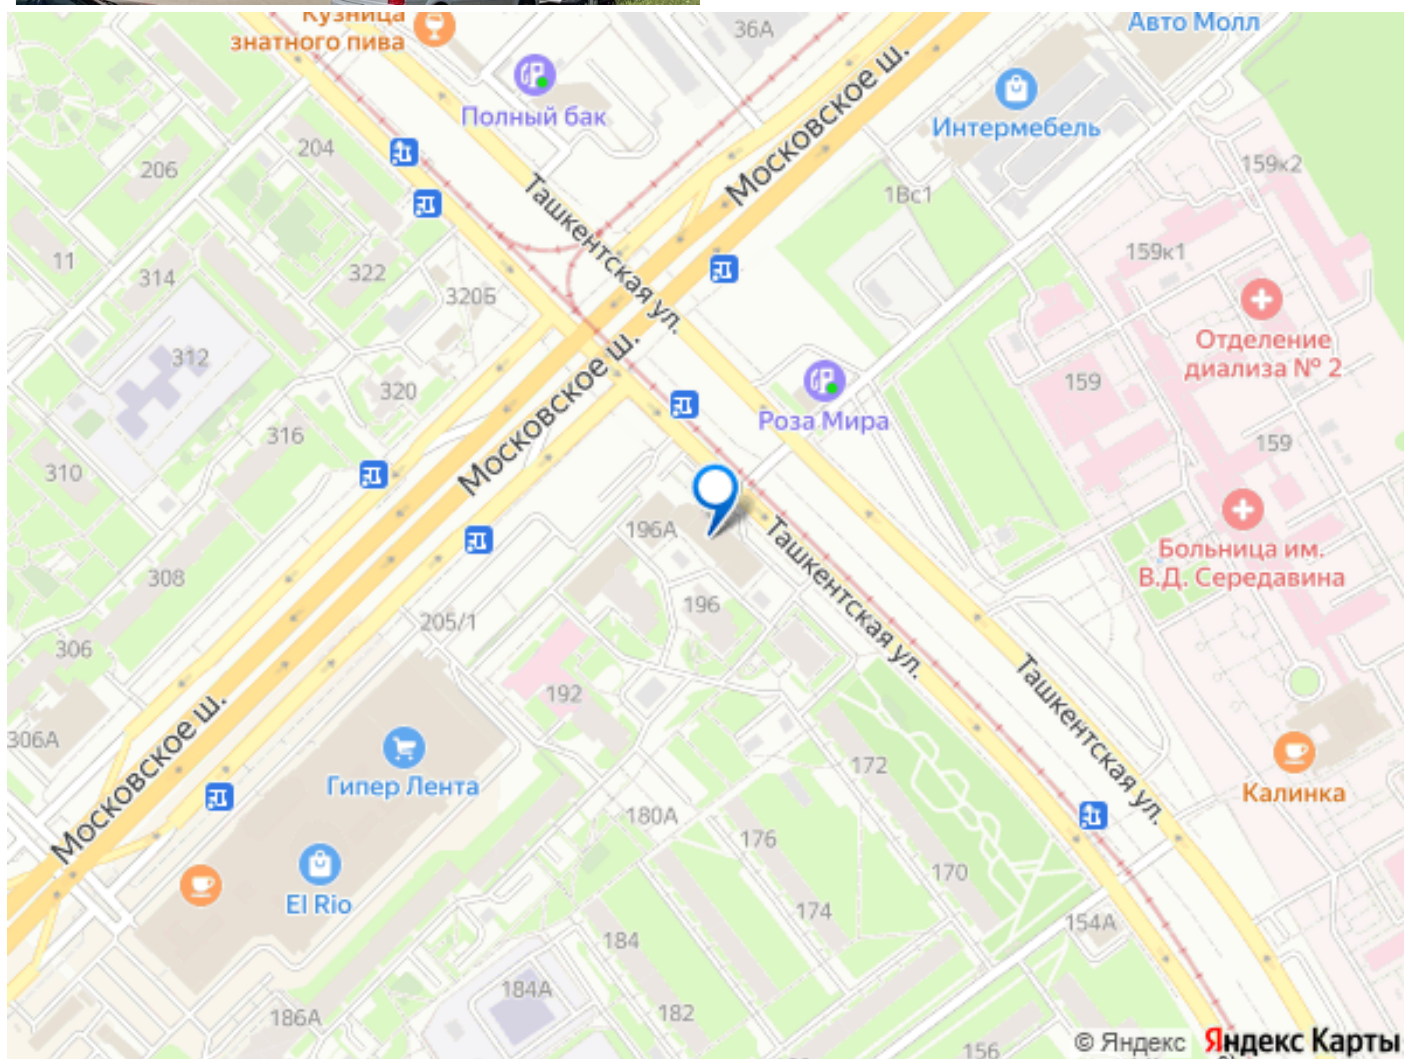 Кузница
знатного пива
36А
Авто Молл
Полный бак
Московское ш.
Интермебель
204
206
159к2
Ташкентская ул.
1Вс1
11
314
322
320Б
159к1
312
Московское ш.
Отделение
диализа № 2
320
159
Роза Мира
316
310
159
196А
Больница им.
В.Д. Середавина
308
Ташкентская ул.
196
205/1
306
192
Ташкентская ул.
306А
Московское ш.
Гипер Лента
172
Калинка
180А
176
170
El Rio
174
154А
184
184А
182
186А
156
© Яндекс Яндекс Карты